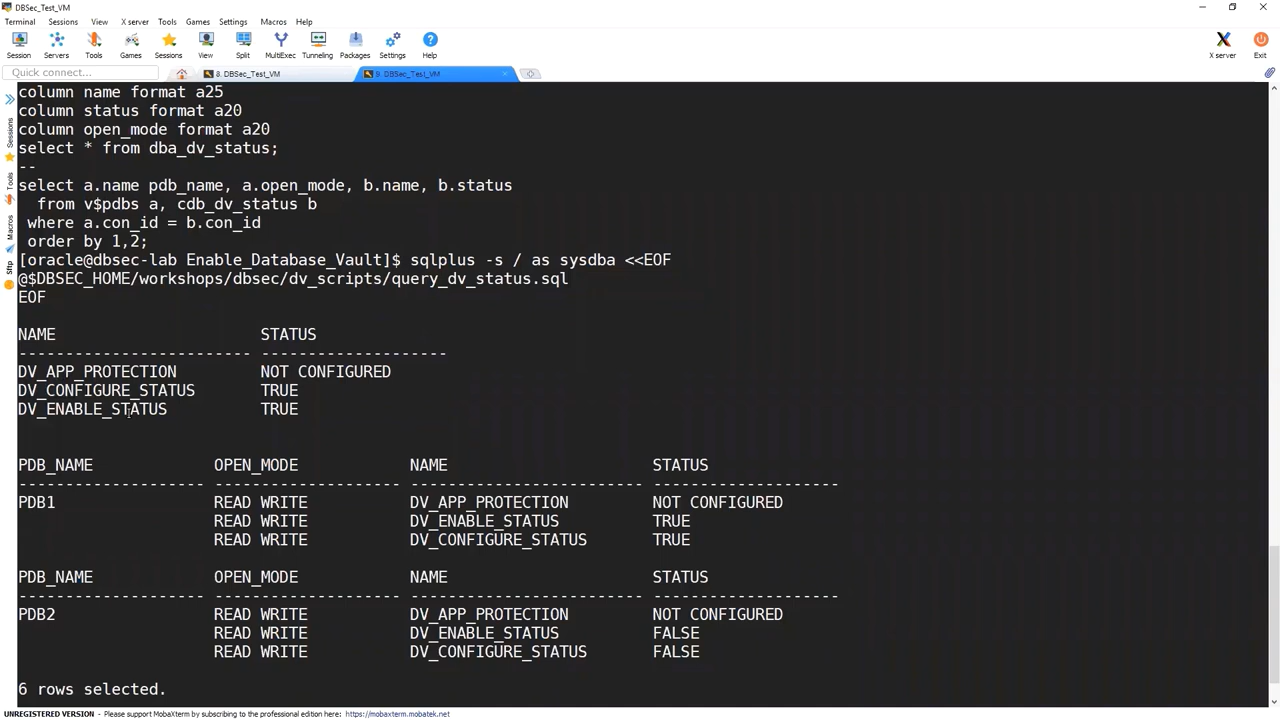 DBSec_Test_VM
Terminal Sessions View X server Tools Games Settings Macros Help
Session Servers Tools Games Sessions View Split MultiExec Tunneling Packages Settings Help X server Exit
Quick connect... 8. DBSec_Test_VM 9. DBSec_Test_VM
Sessions
Tools
Macros
Sftp
column name format a25
column status format a20
column open_mode format a20
select * from dba_dv_status;
--
select a.name pdb_name, a.open_mode, b.name, b.status
from v$pdbs a, cdb_dv_status b
where a.con_id = b.con_id
order by 1,2;
[oracle@dbsec-lab Enable_Database_Vault]$ sqlplus -s / as sysdba <<EOF
@$DBSEC_HOME/workshops/dbsec/dv_scripts/query_dv_status.sql
EOF
NAME STATUS
------------------------- --------------------
DV_APP_PROTECTION NOT CONFIGURED
DV_CONFIGURE_STATUS TRUE
DV_ENABLE_STATUS TRUE
PDB_NAME OPEN_MODE NAME STATUS
-------------------- -------------------- ------------------------- --------------------
PDB1 READ WRITE DV_APP_PROTECTION NOT CONFIGURED
READ WRITE DV_ENABLE_STATUS TRUE
READ WRITE DV_CONFIGURE_STATUS TRUE
PDB_NAME OPEN_MODE NAME STATUS
-------------------- -------------------- ------------------------- --------------------
PDB2 READ WRITE DV_APP_PROTECTION NOT CONFIGURED
READ WRITE DV_ENABLE_STATUS FALSE
READ WRITE DV_CONFIGURE_STATUS FALSE
6 rows selected.
UNREGISTERED VERSION - Please support MobaXterm by subscribing to the professional edition here: https://mobaxterm.mobatek.net